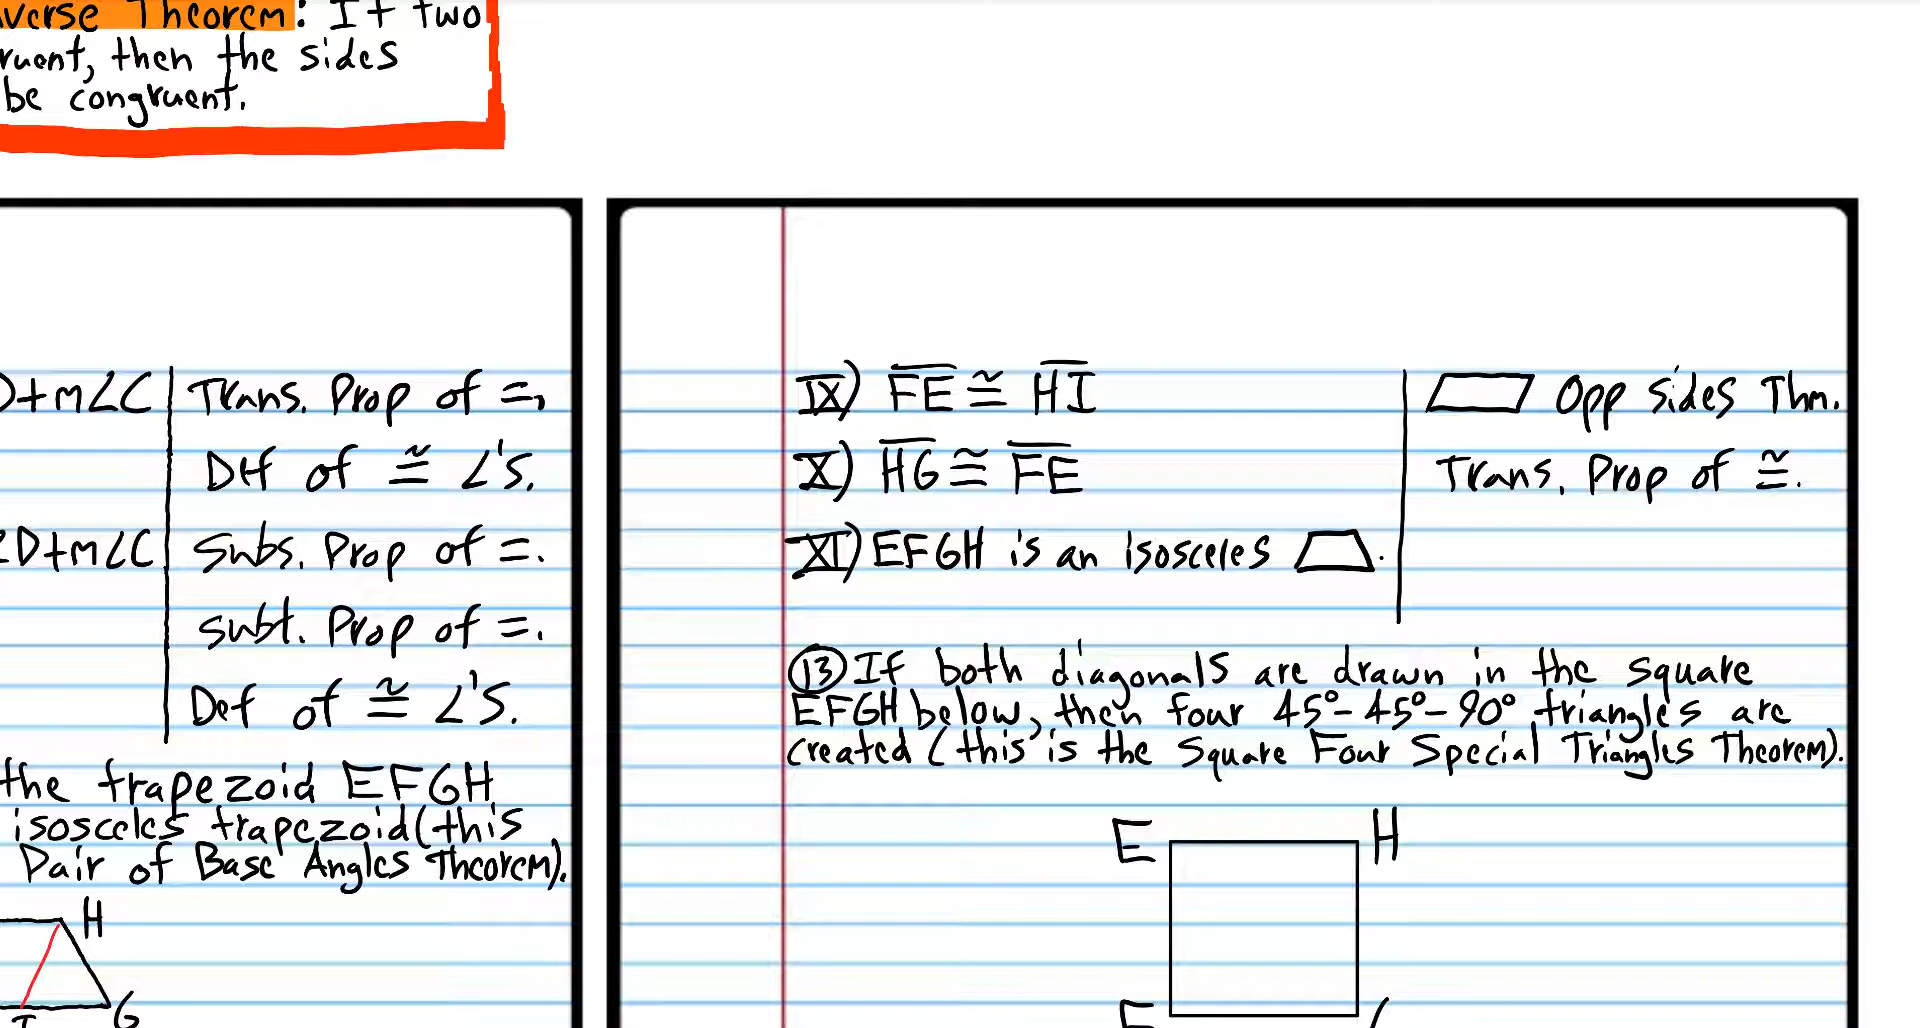 verse Theorem: If two
ruent, then the sides
be congruent.
D+m∠C | Trans. Prop of =,
Def of ≅ ∠'s.
∠D+m∠C | Subs. Prop of =.
Subt. Prop of =.
Def of ≅ ∠'s.
the trapezoid EFGH,
isosceles trapezoid (this
Pair of Base Angles Theorem).
H
I G
IX) FE ≅ HI | ▱ Opp sides Thm.
X) HG ≅ FE | Trans. Prop of ≅.
XI) EFGH is an isosceles ⏢.
⑬ If both diagonals are drawn in the square
EFGH below, then four 45°-45°-90° triangles are
created (this is the Square Four Special Triangles Theorem).
E H
F